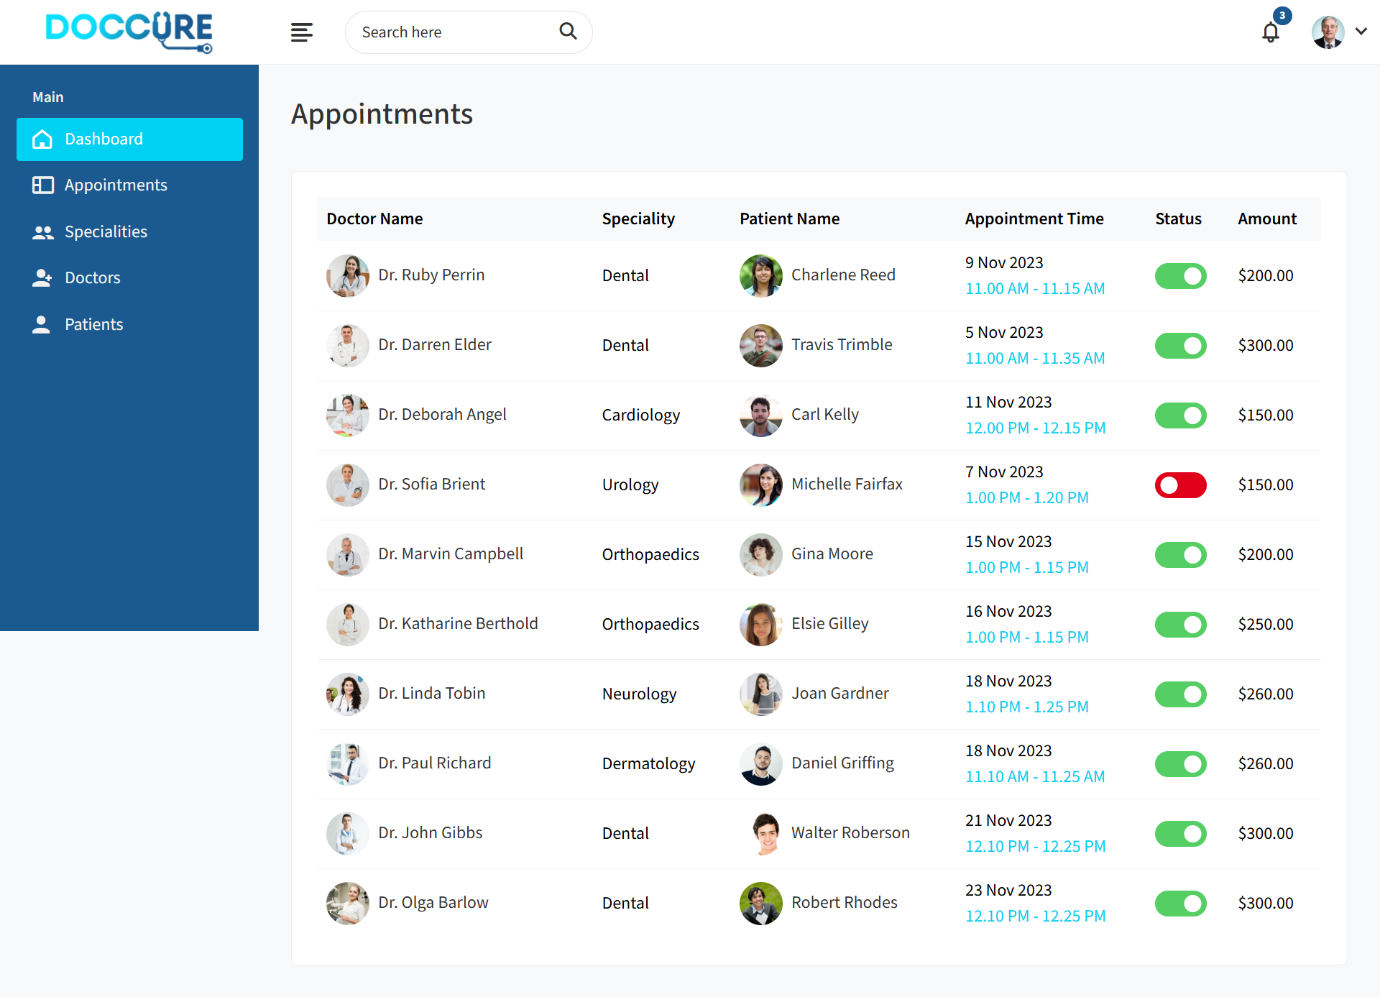 DOCCURE
Search here
3
Main
Dashboard
Appointments
Specialities
Doctors
Patients
Appointments
Doctor Name Speciality Patient Name Appointment Time Status Amount
Dr. Ruby Perrin Dental Charlene Reed 9 Nov 2023 $200.00
11.00 AM - 11.15 AM
Dr. Darren Elder Dental Travis Trimble 5 Nov 2023 $300.00
11.00 AM - 11.35 AM
Dr. Deborah Angel Cardiology Carl Kelly 11 Nov 2023 $150.00
12.00 PM - 12.15 PM
Dr. Sofia Brient Urology Michelle Fairfax 7 Nov 2023 $150.00
1.00 PM - 1.20 PM
Dr. Marvin Campbell Orthopaedics Gina Moore 15 Nov 2023 $200.00
1.00 PM - 1.15 PM
Dr. Katharine Berthold Orthopaedics Elsie Gilley 16 Nov 2023 $250.00
1.00 PM - 1.15 PM
Dr. Linda Tobin Neurology Joan Gardner 18 Nov 2023 $260.00
1.10 PM - 1.25 PM
Dr. Paul Richard Dermatology Daniel Griffing 18 Nov 2023 $260.00
11.10 AM - 11.25 AM
Dr. John Gibbs Dental Walter Roberson 21 Nov 2023 $300.00
12.10 PM - 12.25 PM
Dr. Olga Barlow Dental Robert Rhodes 23 Nov 2023 $300.00
12.10 PM - 12.25 PM